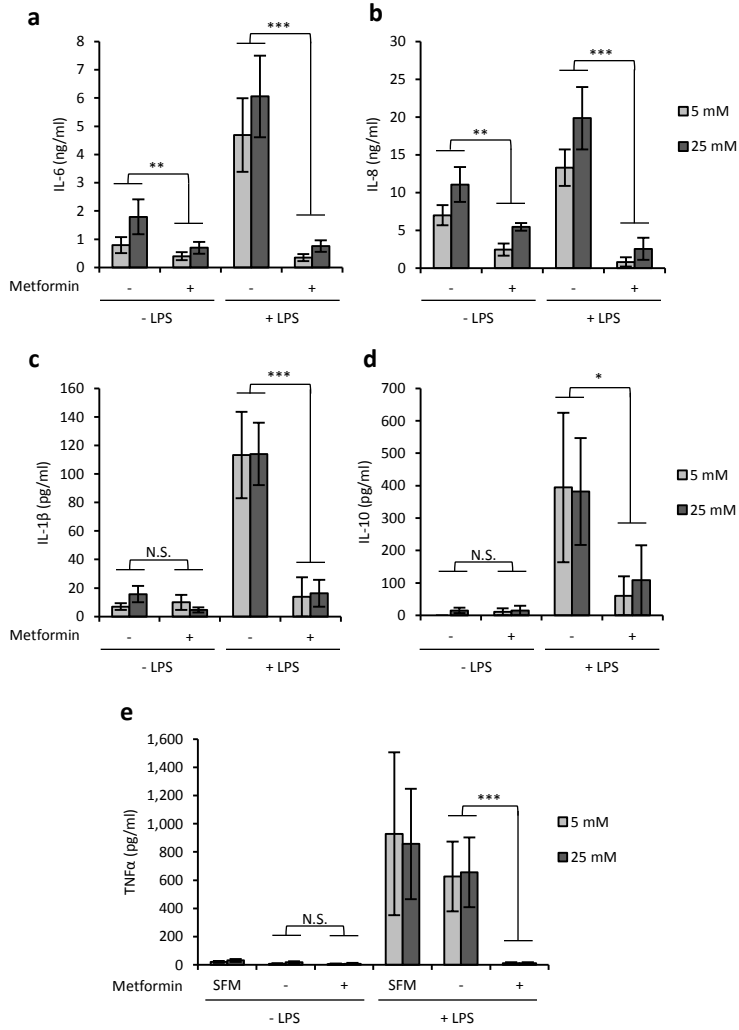 a
***
8
7
6
5
4
3
2
1
0
IL-6 (ng/ml)
**
Metformin - + - +
- LPS + LPS
b
***
30
25
20
15
10
5
0
IL-8 (ng/ml)
**
- + - +
- LPS + LPS
5 mM
25 mM
c
***
160
140
120
100
80
60
40
20
0
IL-1β (pg/ml)
N.S.
Metformin - + - +
- LPS + LPS
d
*
700
600
500
400
300
200
100
0
IL-10 (pg/ml)
N.S.
- + - +
- LPS + LPS
5 mM
25 mM
e
1,600
1,400
1,200
1,000
800
600
400
200
0
TNFα (pg/ml)
***
N.S.
5 mM
25 mM
Metformin SFM - + SFM - +
- LPS + LPS